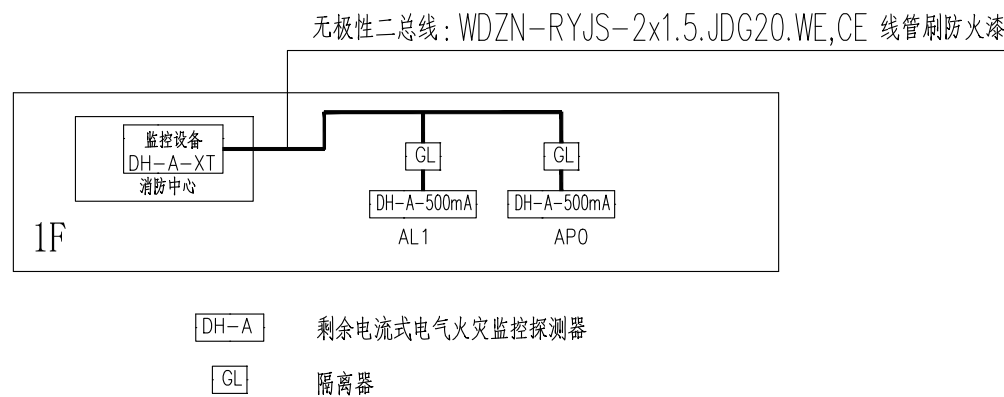 无极性二总线：WDZN-RYJS-2x1.5.JDG20.WE,CE 线管刷防火漆
监控设备
DH-A-XT
消防中心
GL GL
DH-A-500mA DH-A-500mA
AL1 AP0
1F
DH-A 剩余电流式电气火灾监控探测器
GL 隔离器